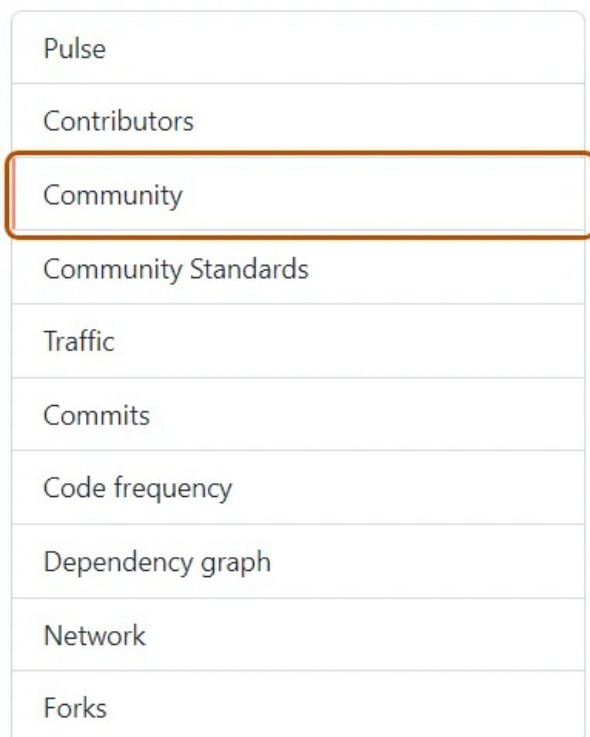 Pulse
Contributors
Community
Community Standards
Traffic
Commits
Code frequency
Dependency graph
Network
Forks